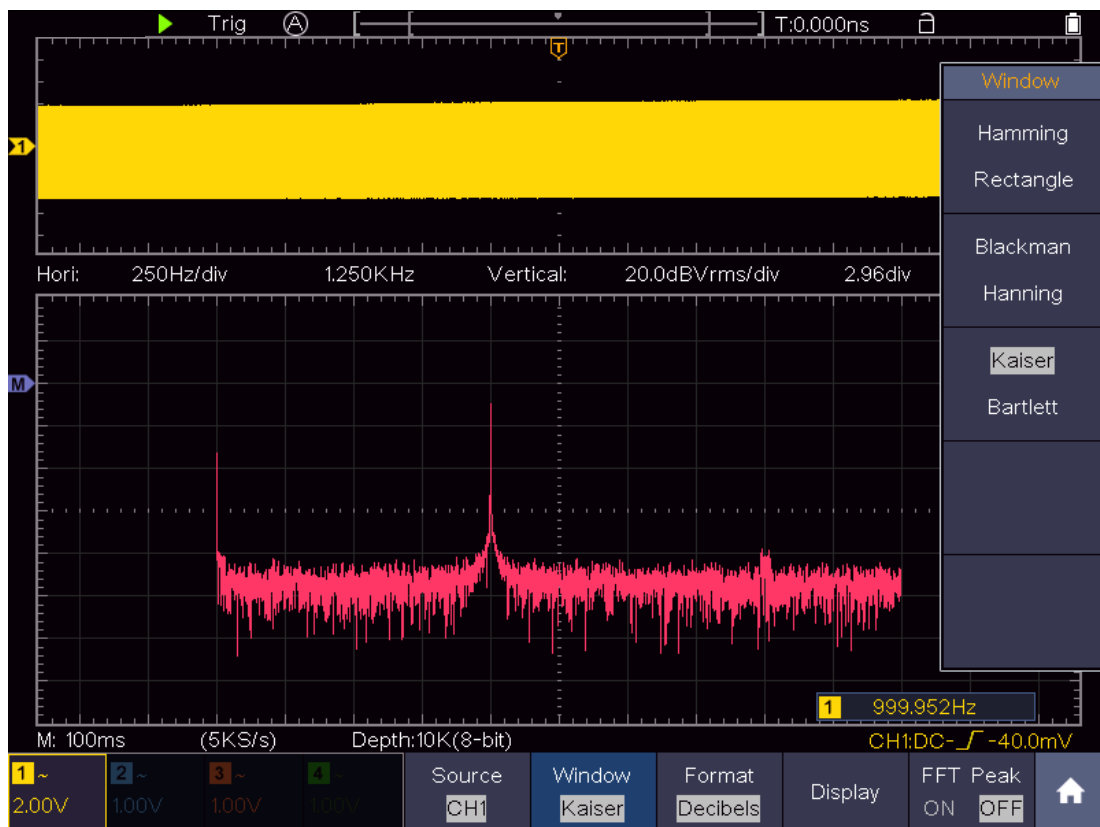 Trig A T:0.000ns
T
Window
Hamming
1
Rectangle
Blackman
Hori: 250Hz/div 1.250KHz Vertical: 20.0dBVrms/div 2.96div
Hanning
Kaiser
M
Bartlett
1 999.952Hz
M: 100ms (5KS/s) Depth:10K(8-bit) CH1:DC- -40.0mV
1 ~ 2 ~ 3 ~ 4 ~ Source Window Format Display FFT Peak
2.00V 1.00V 1.00V 1.00V CH1 Kaiser Decibels ON OFF